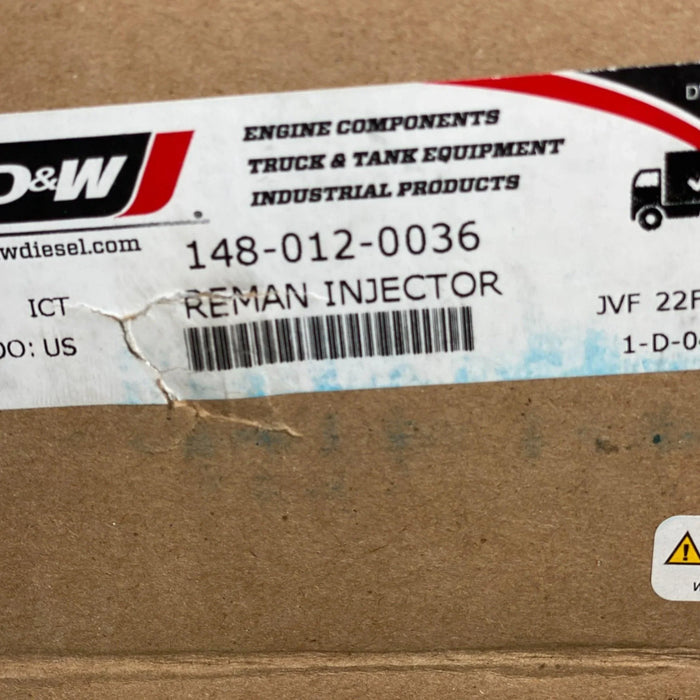 D&W
wdiesel.com
ENGINE COMPONENTS
TRUCK & TANK EQUIPMENT
INDUSTRIAL PRODUCTS
148-012-0036
REMAN INJECTOR
ICT
OO: US
JVF 22F
1-D-0